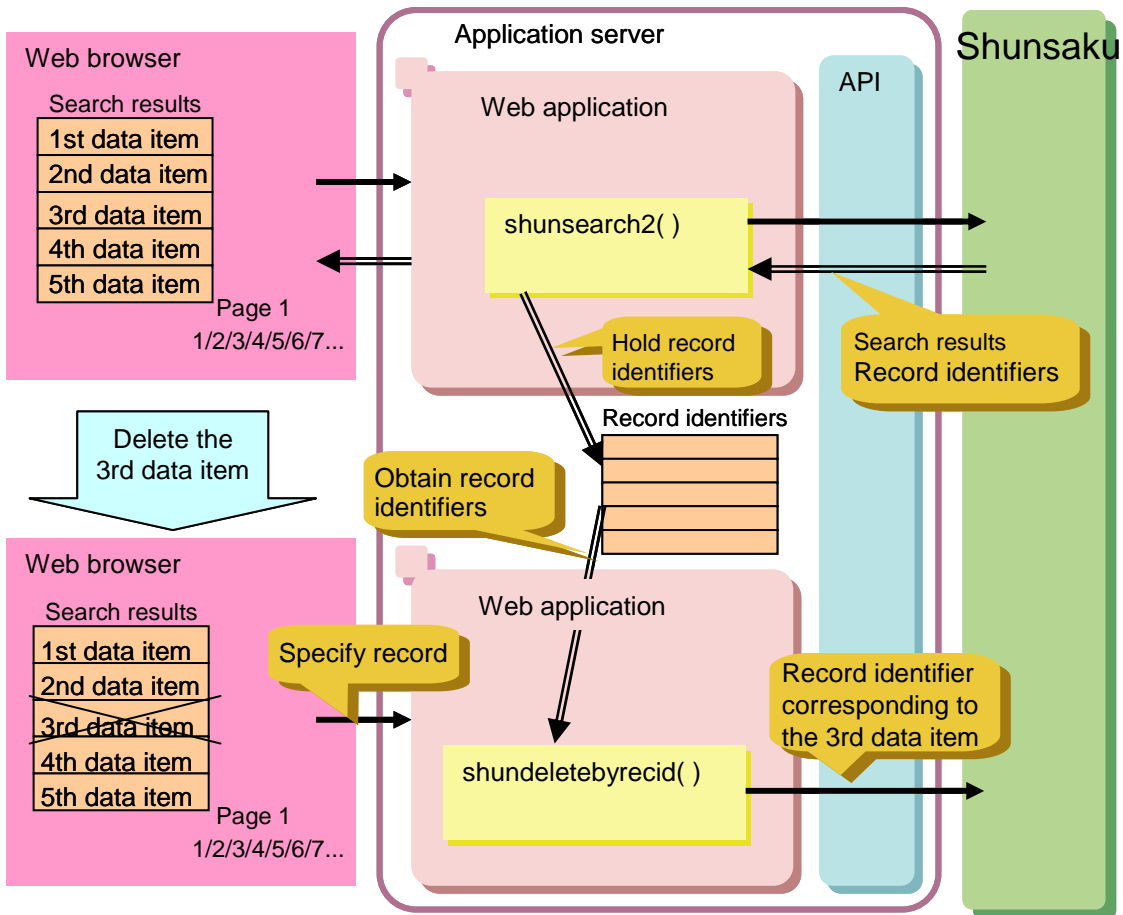 Application server
Shunsaku
Web browser
Search results
1st data item
2nd data item
3rd data item
4th data item
5th data item
Page 1
1/2/3/4/5/6/7...
Web application
API
shunsearch2( )
Hold record
identifiers
Search results
Record identifiers
Delete the
3rd data item
Record identifiers
Obtain record
identifiers
Web browser
Search results
1st data item
2nd data item
3rd data item
4th data item
5th data item
Page 1
1/2/3/4/5/6/7...
Specify record
Web application
shundeletebyrecid( )
Record identifier
corresponding to
the 3rd data item